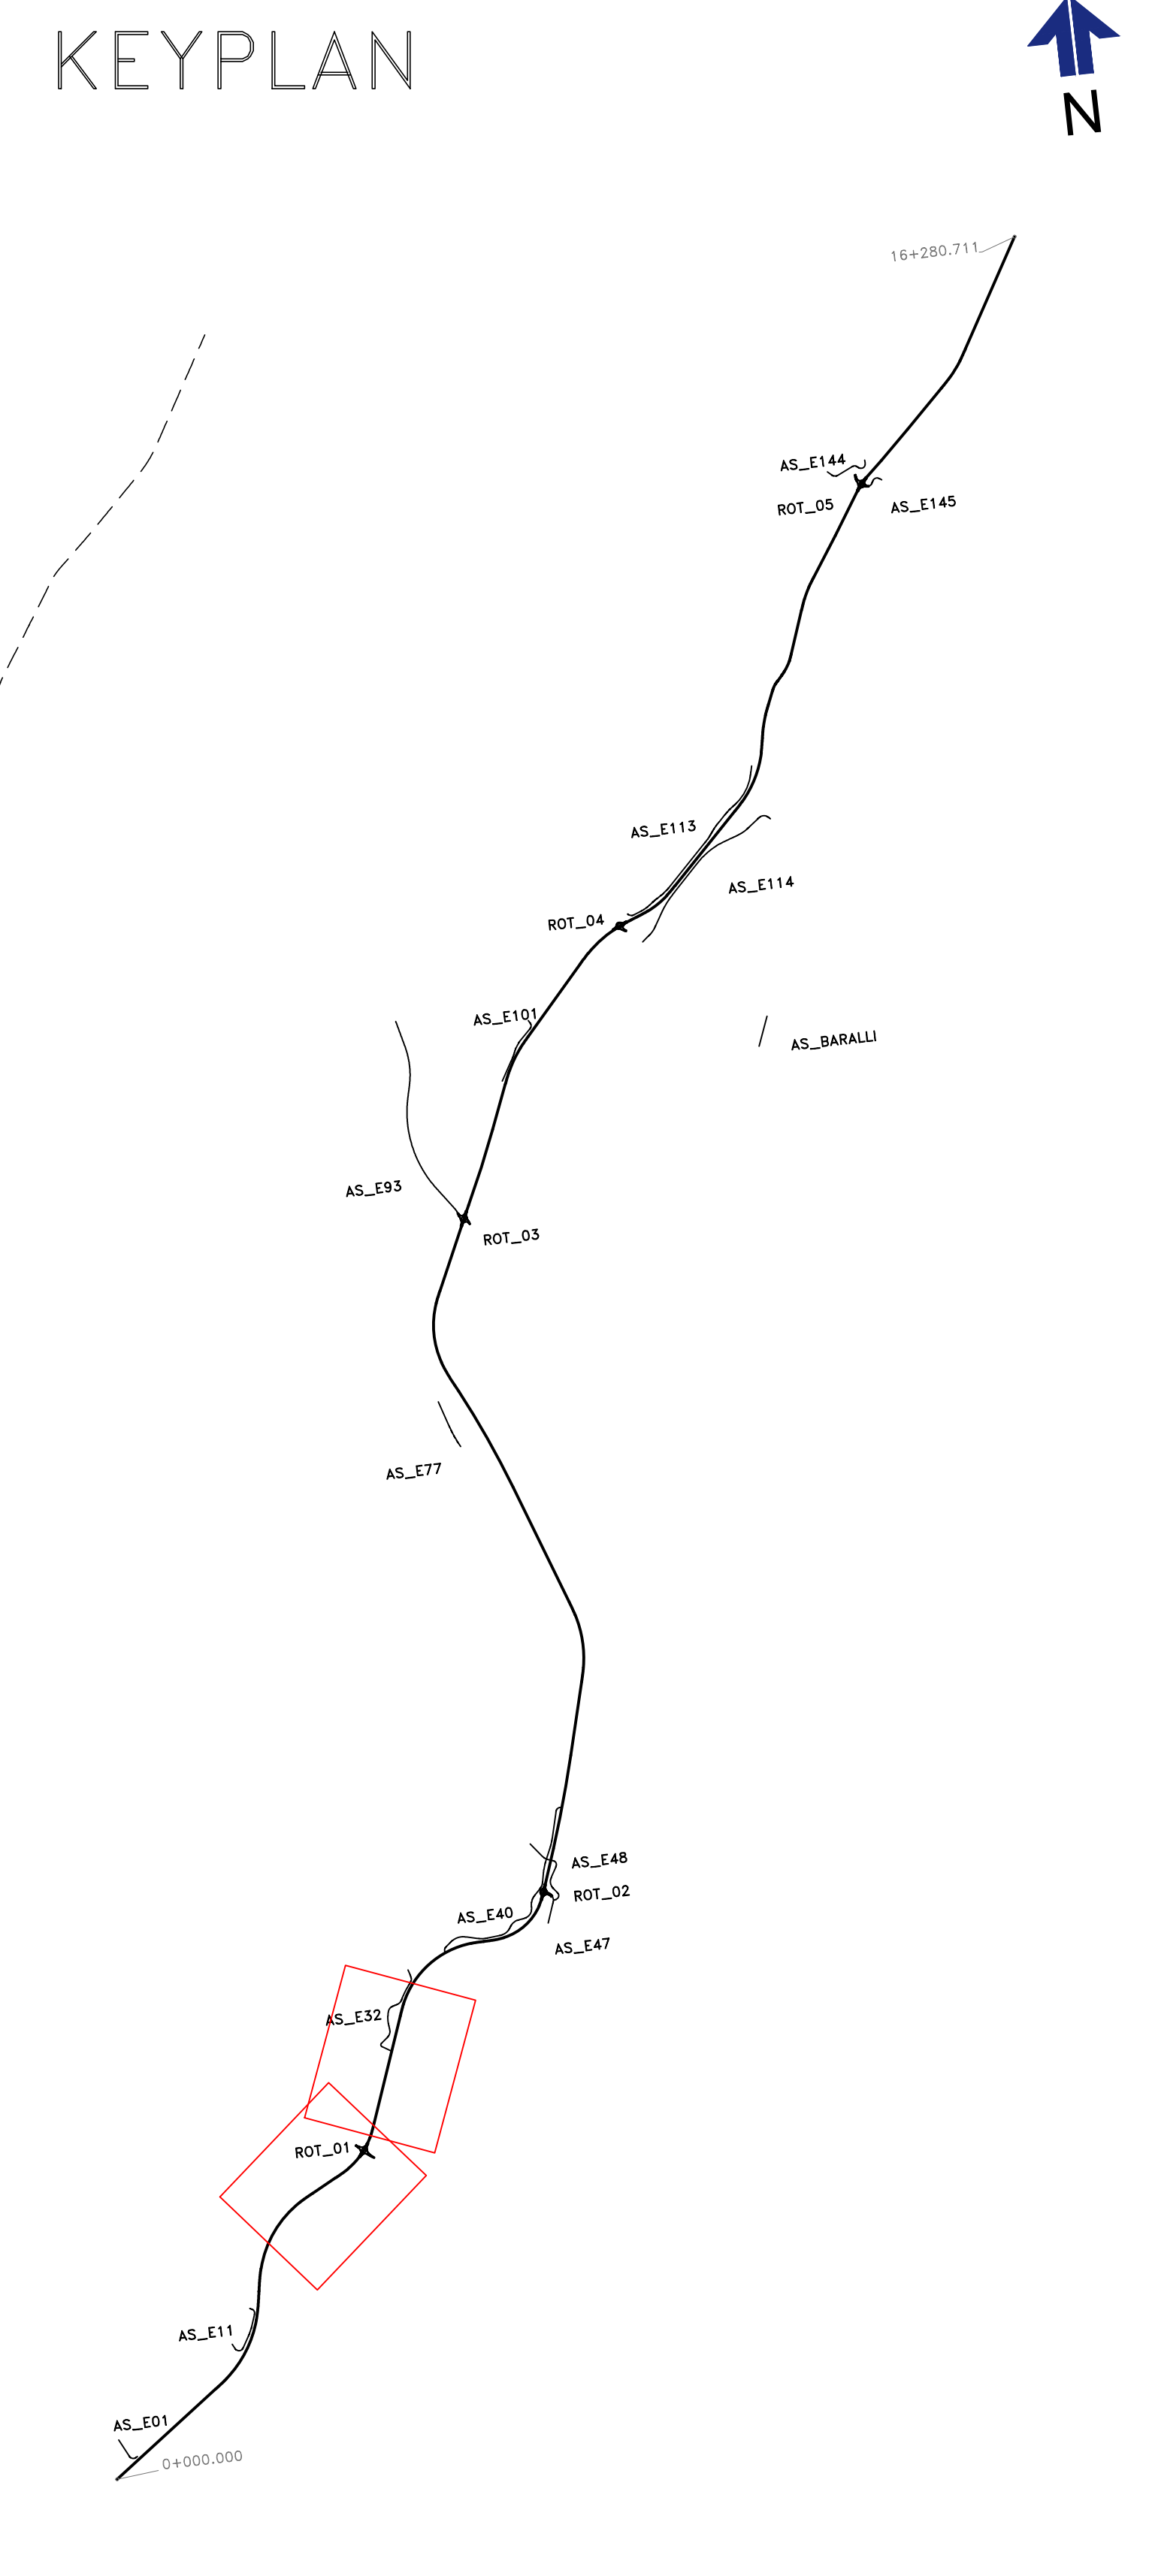 KEYPLAN
N
16+280.711
AS_E144
ROT_05
AS_E145
AS_E113
AS_E114
ROT_04
AS_E101
AS_BARALLI
AS_E93
ROT_03
AS_E77
AS_E48
ROT_02
AS_E40
AS_E47
AS_E32
ROT_01
AS_E11
AS_E01
0+000.000